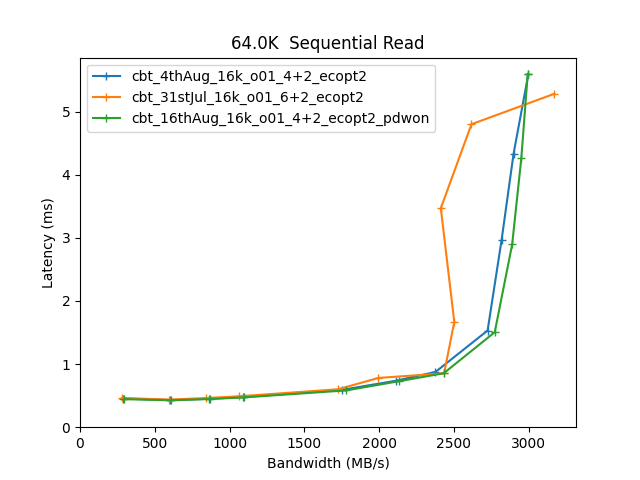 64.0K  Sequential Read
cbt_4thAug_16k_o01_4+2_ecopt2
cbt_31stJul_16k_o01_6+2_ecopt2
cbt_16thAug_16k_o01_4+2_ecopt2_pdwon
Latency (ms)
5
4
3
2
1
0
0 500 1000 1500 2000 2500 3000
Bandwidth (MB/s)